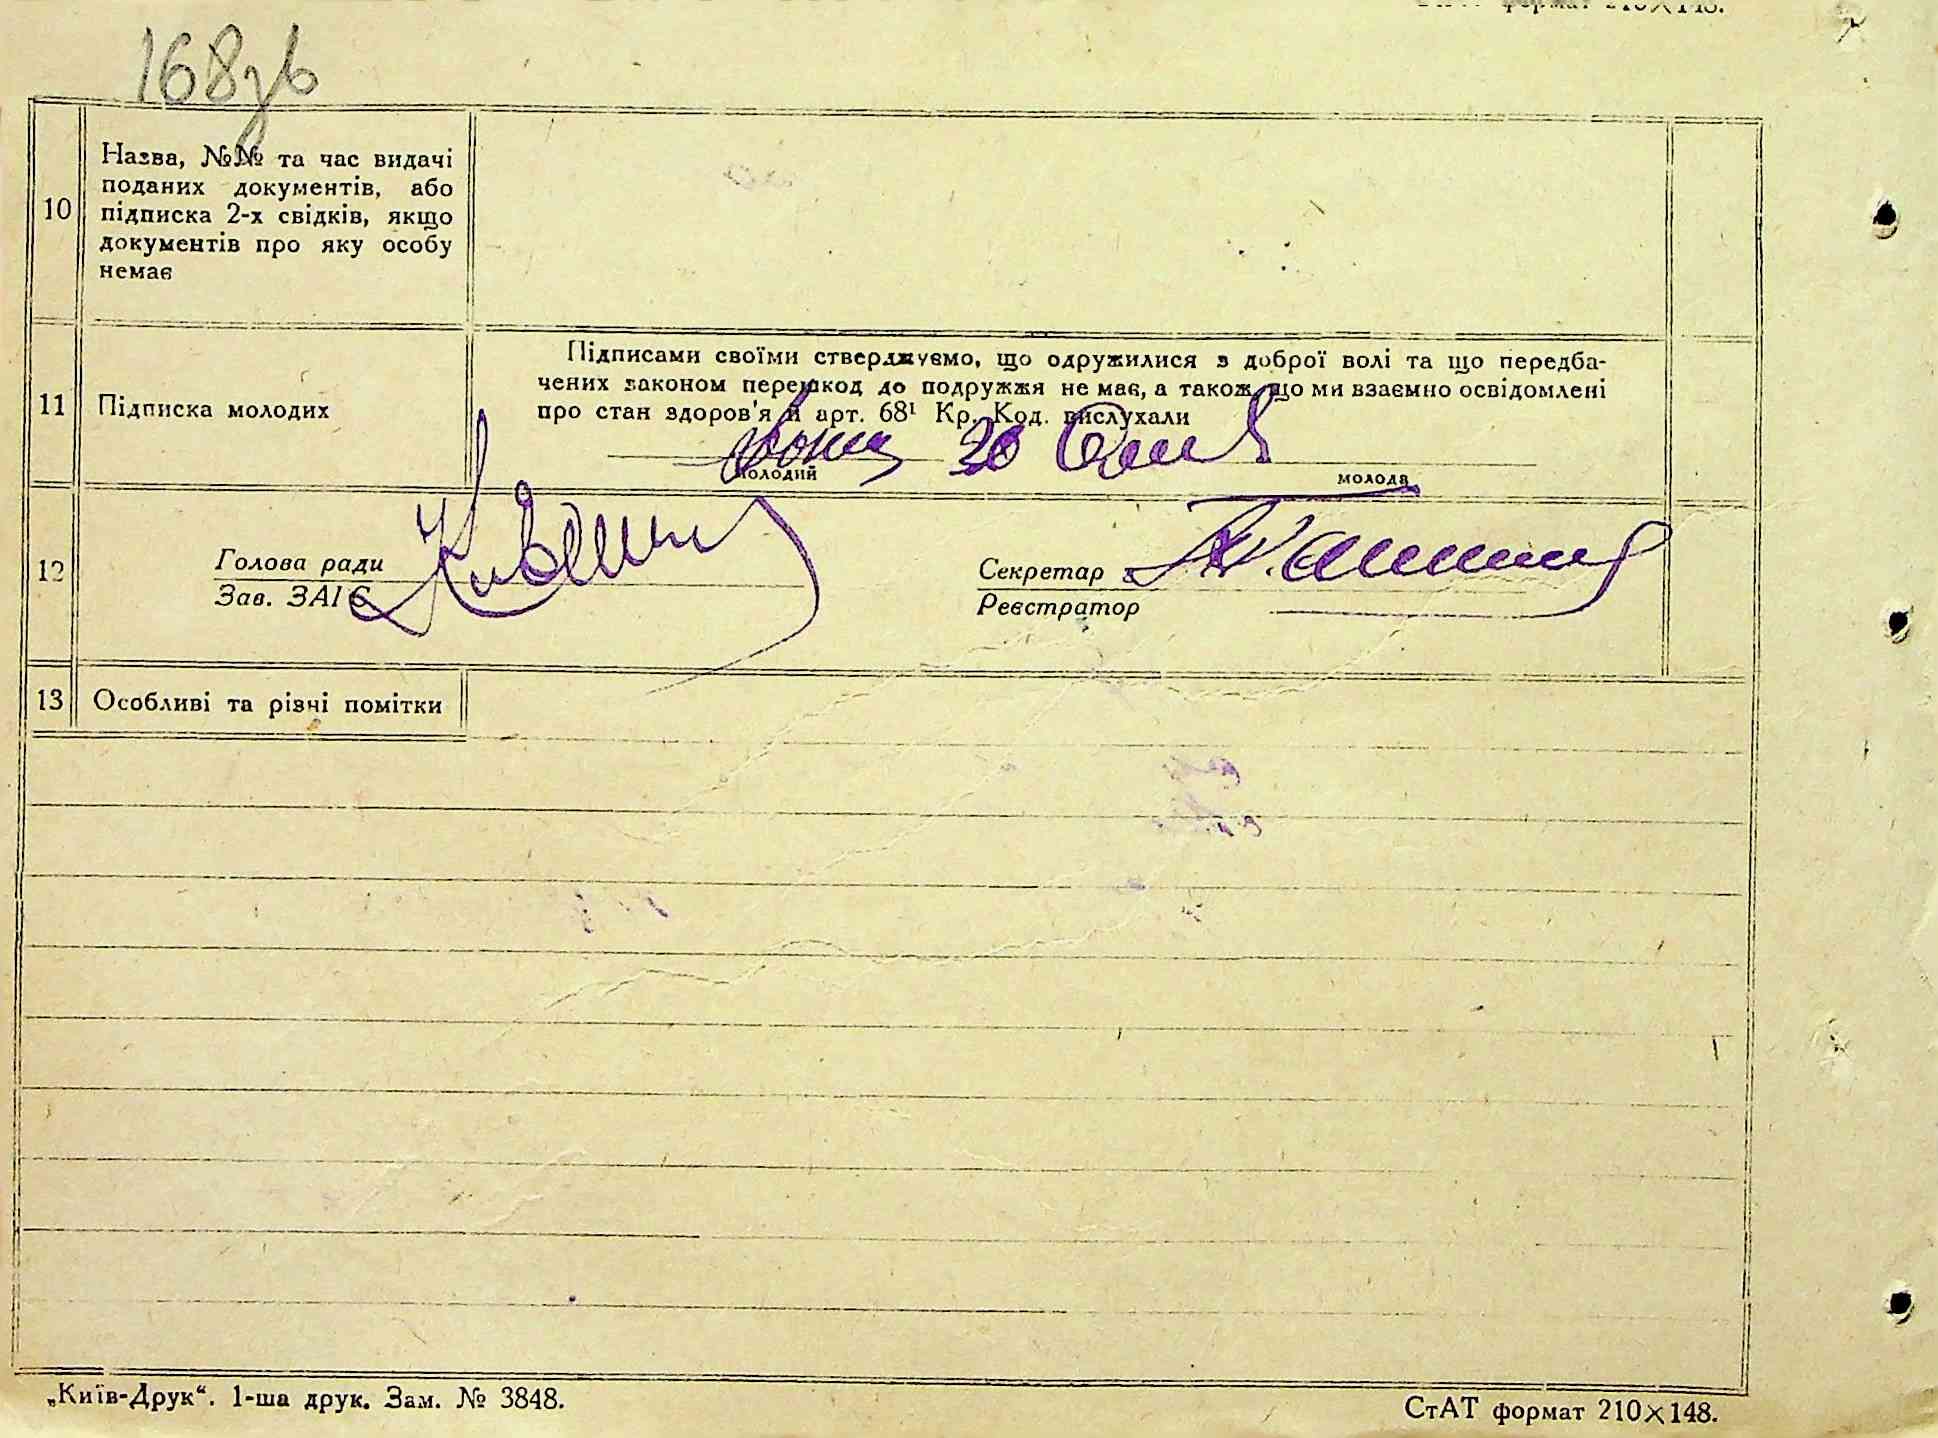 формат 210×148.
168зв
10
Назва, №№ та час видачі
поданих документів, або
підписка 2-х свідків, якщо
документів про яку особу
немає
11
Підписка молодих
Підписами своїми стверджуємо, що одружилися з доброї волі та що передба-
чених законом перешкод до подружжя не має, а також що ми взаємно освідомлені
про стан здоров'я й арт. 68¹ Кр. Код. вислухали
молодий
молода
12
Голова ради
Зав. ЗАГС
Секретар
Реєстратор
13
Особливі та різні помітки
„Київ-Друк“. 1-ша друк. Зам. № 3848.
СтАТ формат 210×148.